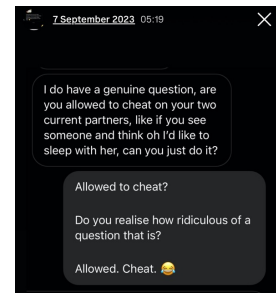 7 September 2023 05:19
I do have a genuine question, are
you allowed to cheat on your two
current partners, like if you see
someone and think oh I'd like to
sleep with her, can you just do it?
Allowed to cheat?
Do you realise how ridiculous of a
question that is?
Allowed. Cheat. 😂